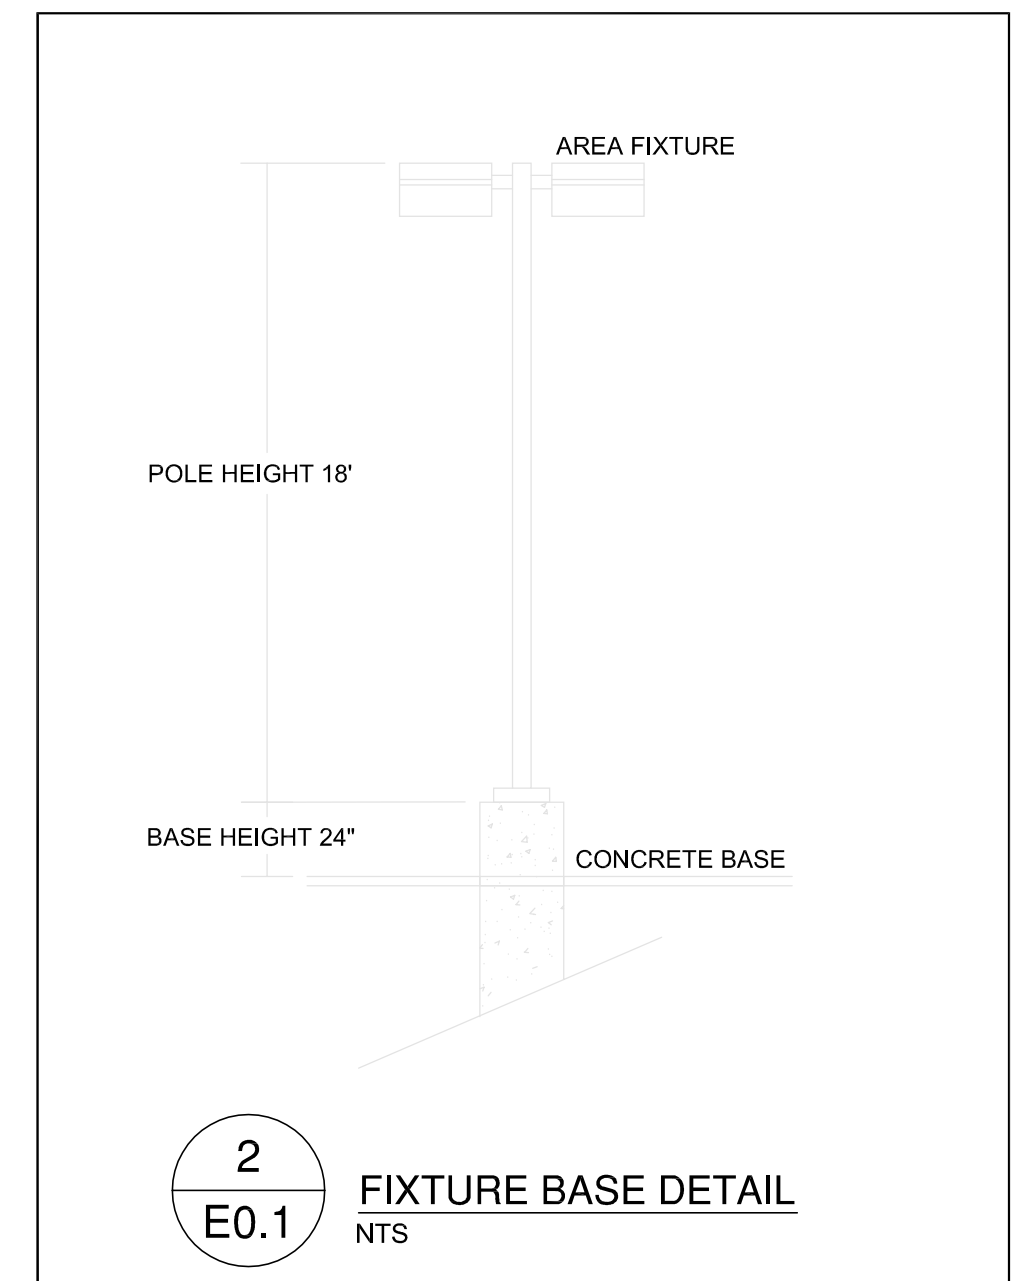 AREA FIXTURE
POLE HEIGHT 18'
BASE HEIGHT 24"
CONCRETE BASE
2
E0.1
FIXTURE BASE DETAIL
NTS